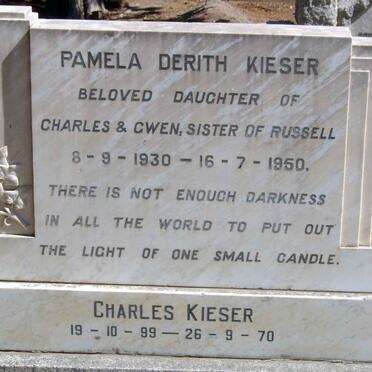 PAMELA DERITH KIESER
BELOVED DAUGHTER OF
CHARLES & GWEN, SISTER OF RUSSELL
8 - 9 - 1930 — 16 - 7 - 1950.
THERE IS NOT ENOUGH DARKNESS
IN ALL THE WORLD TO PUT OUT
THE LIGHT OF ONE SMALL CANDLE.
CHARLES KIESER
19 - 10 - 99 — 26 - 9 - 70